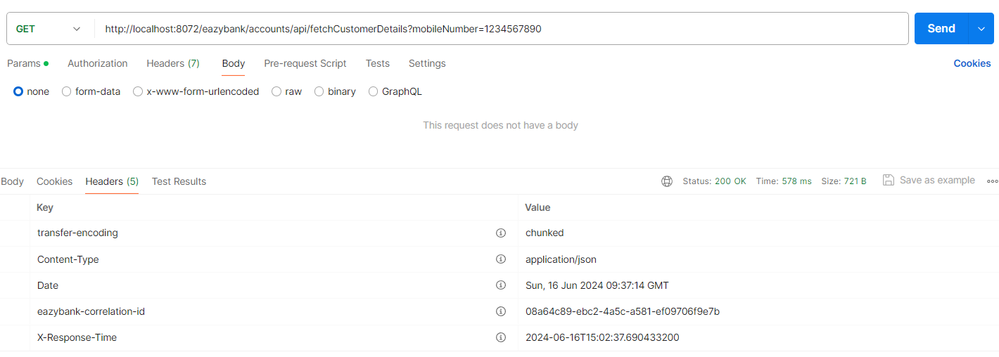 GET http://localhost:8072/eazybank/accounts/api/fetchCustomerDetails?mobileNumber=1234567890 Send
Params Authorization Headers (7) Body Pre-request Script Tests Settings Cookies
none form-data x-www-form-urlencoded raw binary GraphQL
This request does not have a body
Body Cookies Headers (5) Test Results Status: 200 OK Time: 578 ms Size: 721 B Save as example
Key Value
transfer-encoding chunked
Content-Type application/json
Date Sun, 16 Jun 2024 09:37:14 GMT
eazybank-correlation-id 08a64c89-ebc2-4a5c-a581-ef09706f9e7b
X-Response-Time 2024-06-16T15:02:37.690433200